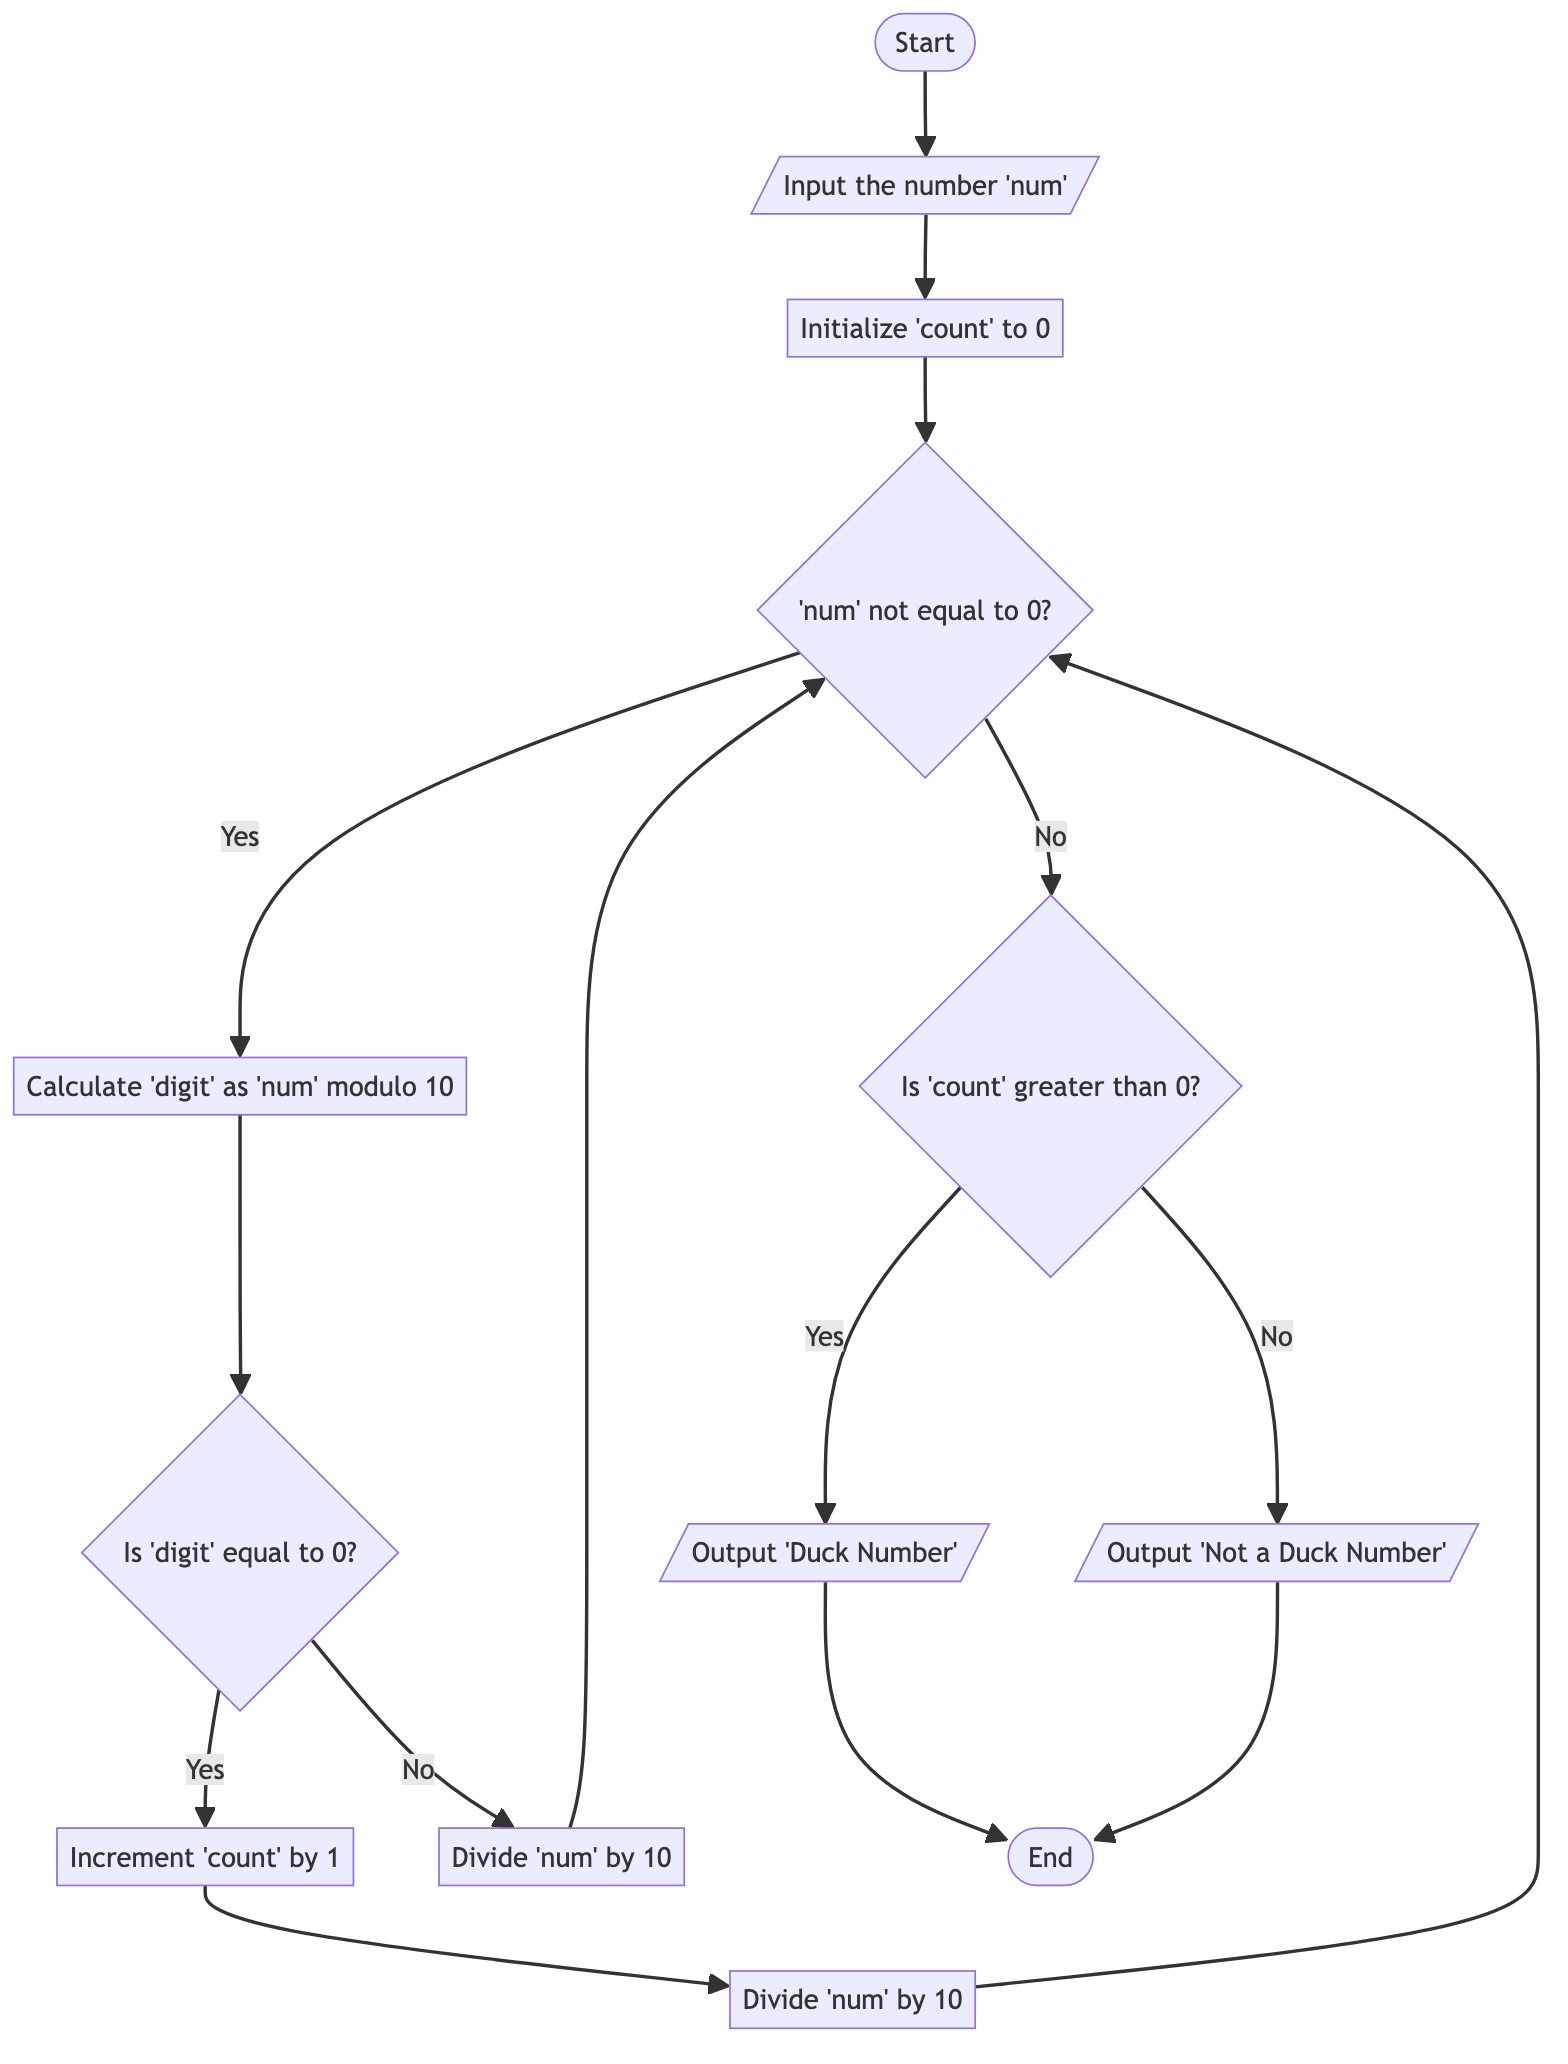 Start
Input the number 'num'
Initialize 'count' to 0
'num' not equal to 0?
Yes
No
Calculate 'digit' as 'num' modulo 10
Is 'count' greater than 0?
Yes
No
Is 'digit' equal to 0?
Output 'Duck Number'
Output 'Not a Duck Number'
Yes
No
Increment 'count' by 1
Divide 'num' by 10
End
Divide 'num' by 10